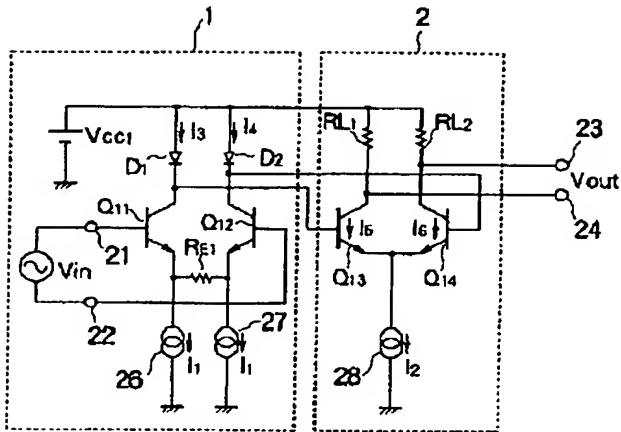 1
2
I3
I4
RL1
RL2
VCC1
D1
D2
23
Vout
24
Q11
Q12
21
I5
I6
RE1
Vin
Q13
Q14
22
27
26
I1
I1
28
I2